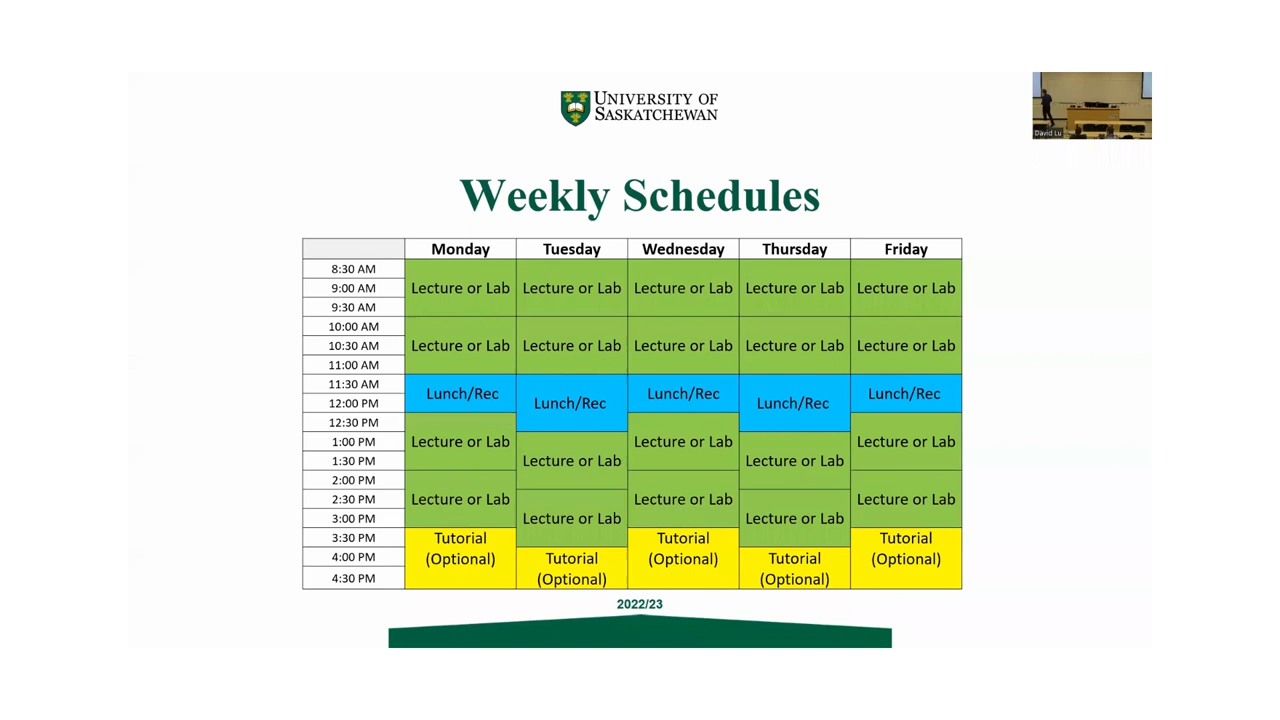 UNIVERSITY OF
SASKATCHEWAN
David Lu
Weekly Schedules
Monday Tuesday Wednesday Thursday Friday
8:30 AM
9:00 AM Lecture or Lab Lecture or Lab Lecture or Lab Lecture or Lab Lecture or Lab
9:30 AM
10:00 AM
10:30 AM Lecture or Lab Lecture or Lab Lecture or Lab Lecture or Lab Lecture or Lab
11:00 AM
11:30 AM Lunch/Rec Lunch/Rec Lunch/Rec
12:00 PM Lunch/Rec Lunch/Rec
12:30 PM
1:00 PM Lecture or Lab Lecture or Lab Lecture or Lab
1:30 PM Lecture or Lab Lecture or Lab
2:00 PM
2:30 PM Lecture or Lab Lecture or Lab Lecture or Lab
3:00 PM Lecture or Lab Lecture or Lab
3:30 PM Tutorial Tutorial Tutorial
4:00 PM (Optional) Tutorial (Optional) Tutorial (Optional)
4:30 PM (Optional) (Optional)
2022/23